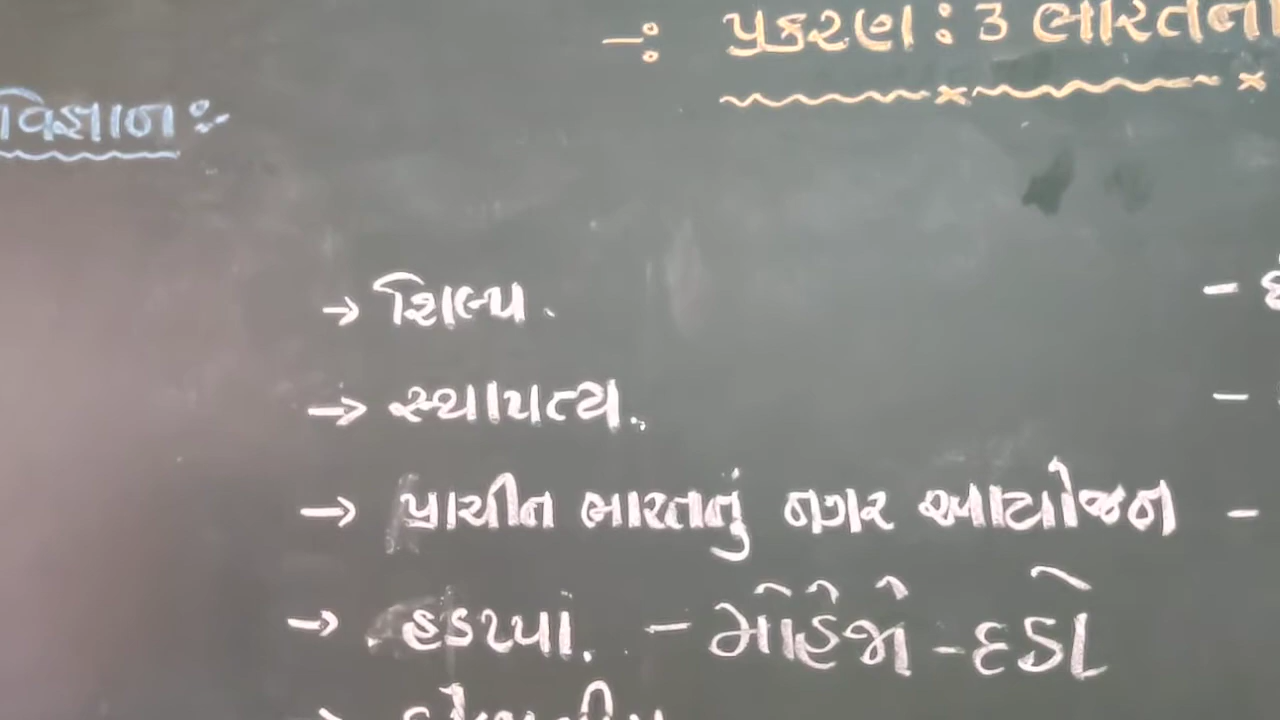 -: પ્રકરણ : 3 ભારતની
વિજ્ઞાન :-
→ શિલ્પ.
→ સ્થાપત્ય.
→ પ્રાચીન ભારતનું નગર આયોજન -
→ હડપ્પા. - મોહેંજો - દડો